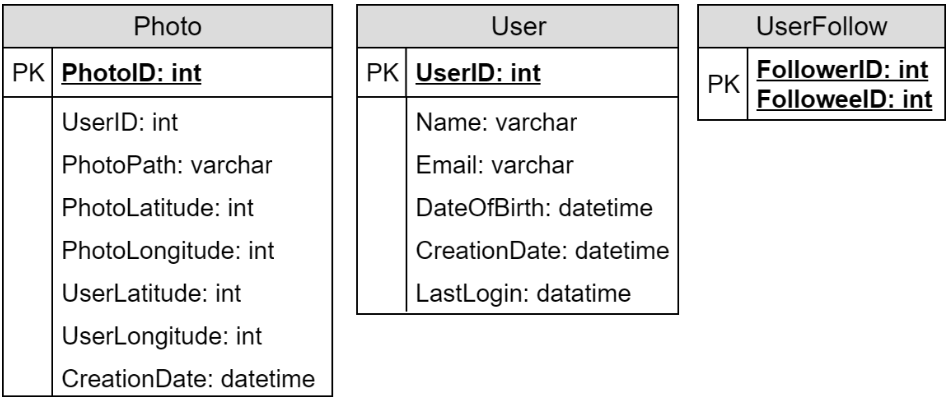 Photo
PK PhotoID: int
UserID: int
PhotoPath: varchar
PhotoLatitude: int
PhotoLongitude: int
UserLatitude: int
UserLongitude: int
CreationDate: datetime
User
PK UserID: int
Name: varchar
Email: varchar
DateOfBirth: datetime
CreationDate: datetime
LastLogin: datatime
UserFollow
PK FollowerID: int
FolloweeID: int